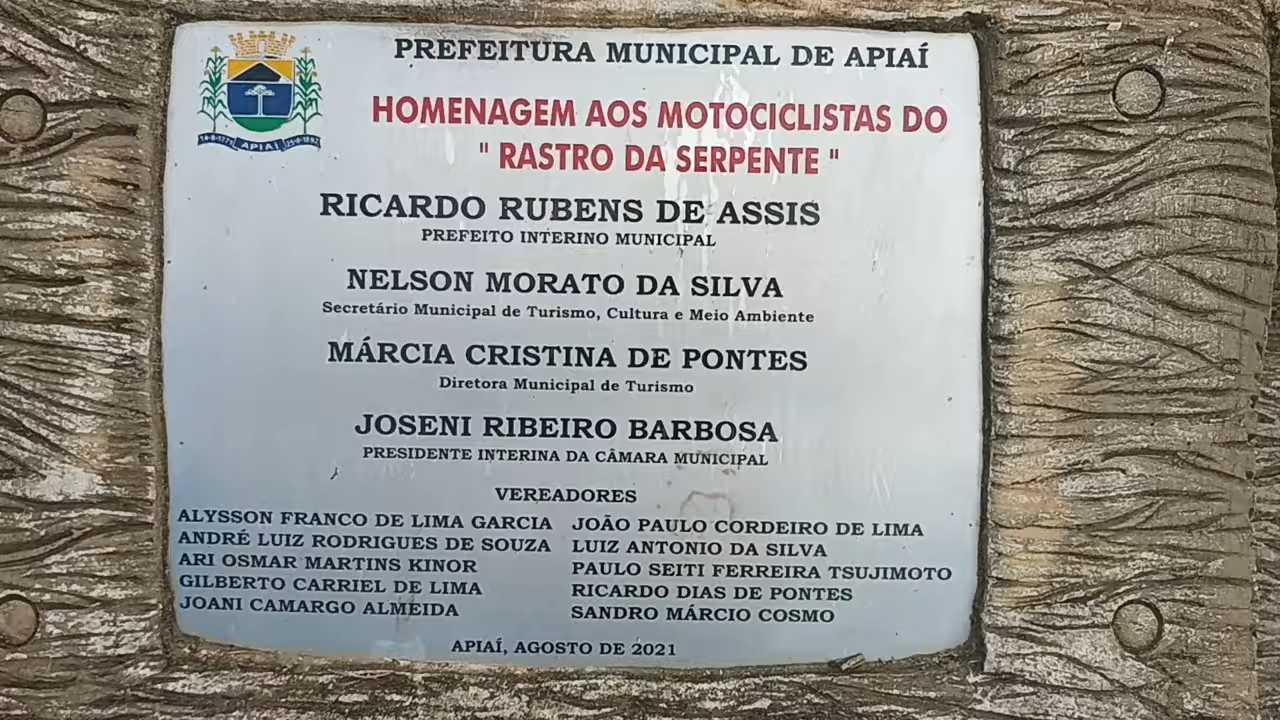 PREFEITURA MUNICIPAL DE APIAÍ
HOMENAGEM AOS MOTOCICLISTAS DO
" RASTRO DA SERPENTE "
APIAÍ
RICARDO RUBENS DE ASSIS
PREFEITO INTERINO MUNICIPAL
NELSON MORATO DA SILVA
Secretário Municipal de Turismo, Cultura e Meio Ambiente
MÁRCIA CRISTINA DE PONTES
Diretora Municipal de Turismo
JOSENI RIBEIRO BARBOSA
PRESIDENTE INTERINA DA CÂMARA MUNICIPAL
VEREADORES
ALYSSON FRANCO DE LIMA GARCIA
ANDRÉ LUIZ RODRIGUES DE SOUZA
ARI OSMAR MARTINS KINOR
GILBERTO CARRIEL DE LIMA
JOANI CAMARGO ALMEIDA
JOÃO PAULO CORDEIRO DE LIMA
LUIZ ANTONIO DA SILVA
PAULO SEITI FERREIRA TSUJIMOTO
RICARDO DIAS DE PONTES
SANDRO MÁRCIO COSMO
APIAÍ, AGOSTO DE 2021